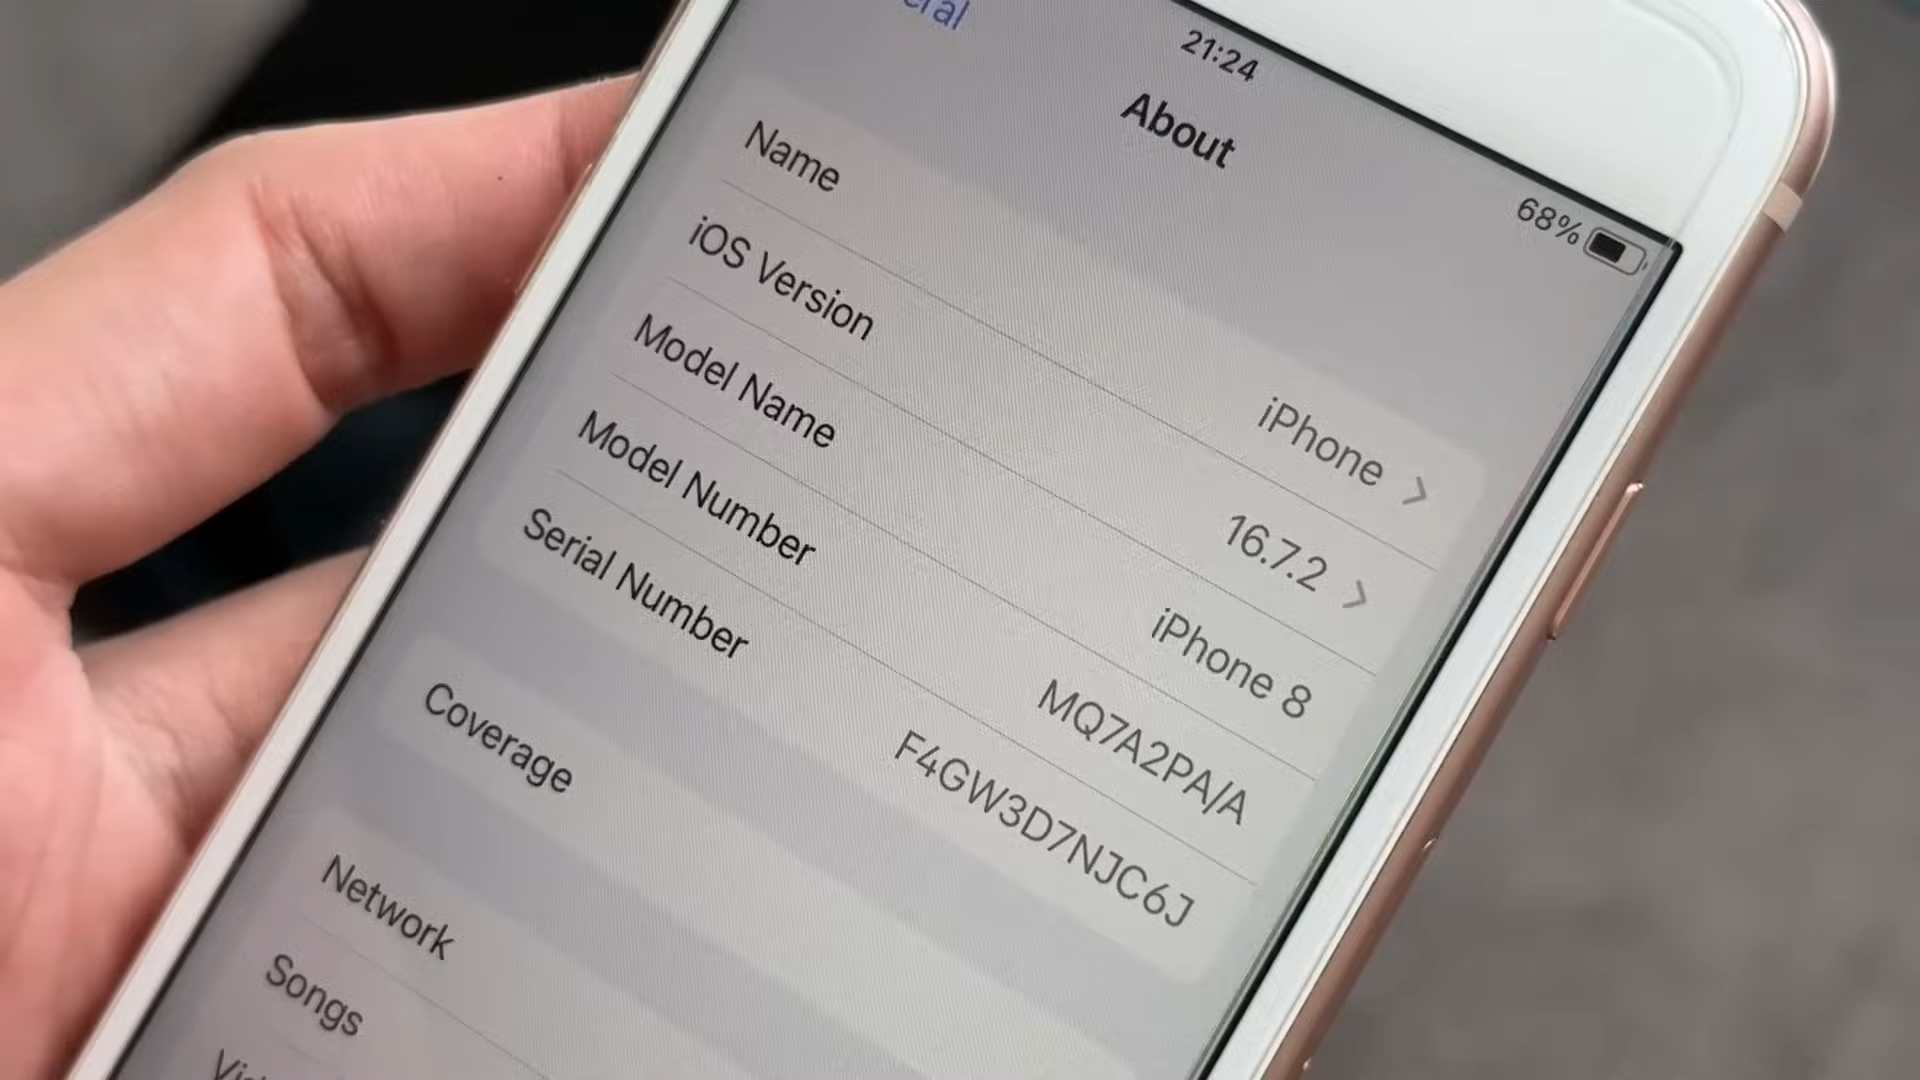 21:24
68%
About
Name iPhone
iOS Version 16.7.2
Model Name iPhone 8
Model Number MQ7A2PA/A
Serial Number F4GW3D7NJC6J
Coverage
Network
Songs